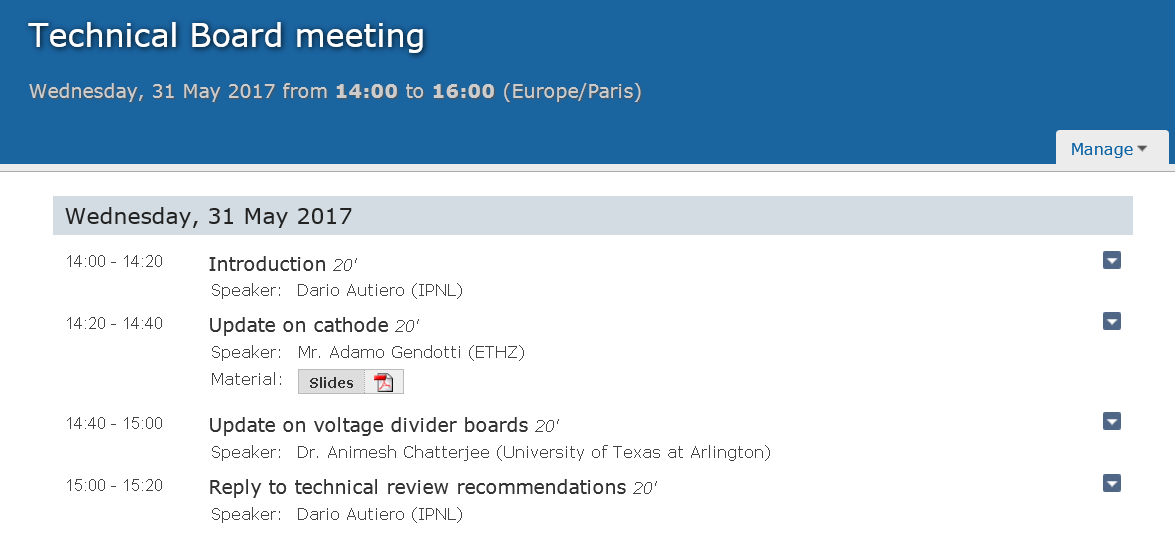 Technical Board meeting
Wednesday, 31 May 2017 from 14:00 to 16:00 (Europe/Paris)
Manage
Wednesday, 31 May 2017
14:00 - 14:20 Introduction 20'
Speaker: Dario Autiero (IPNL)
14:20 - 14:40 Update on cathode 20'
Speaker: Mr. Adamo Gendotti (ETHZ)
Material: Slides
14:40 - 15:00 Update on voltage divider boards 20'
Speaker: Dr. Animesh Chatterjee (University of Texas at Arlington)
15:00 - 15:20 Reply to technical review recommendations 20'
Speaker: Dario Autiero (IPNL)